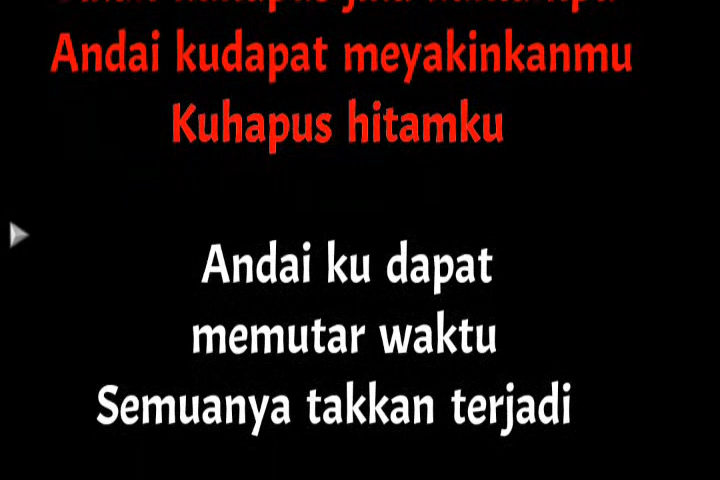 Andai kudapat meyakinkanmu
Kuhapus hitamku
Andai ku dapat
memutar waktu
Semuanya takkan terjadi